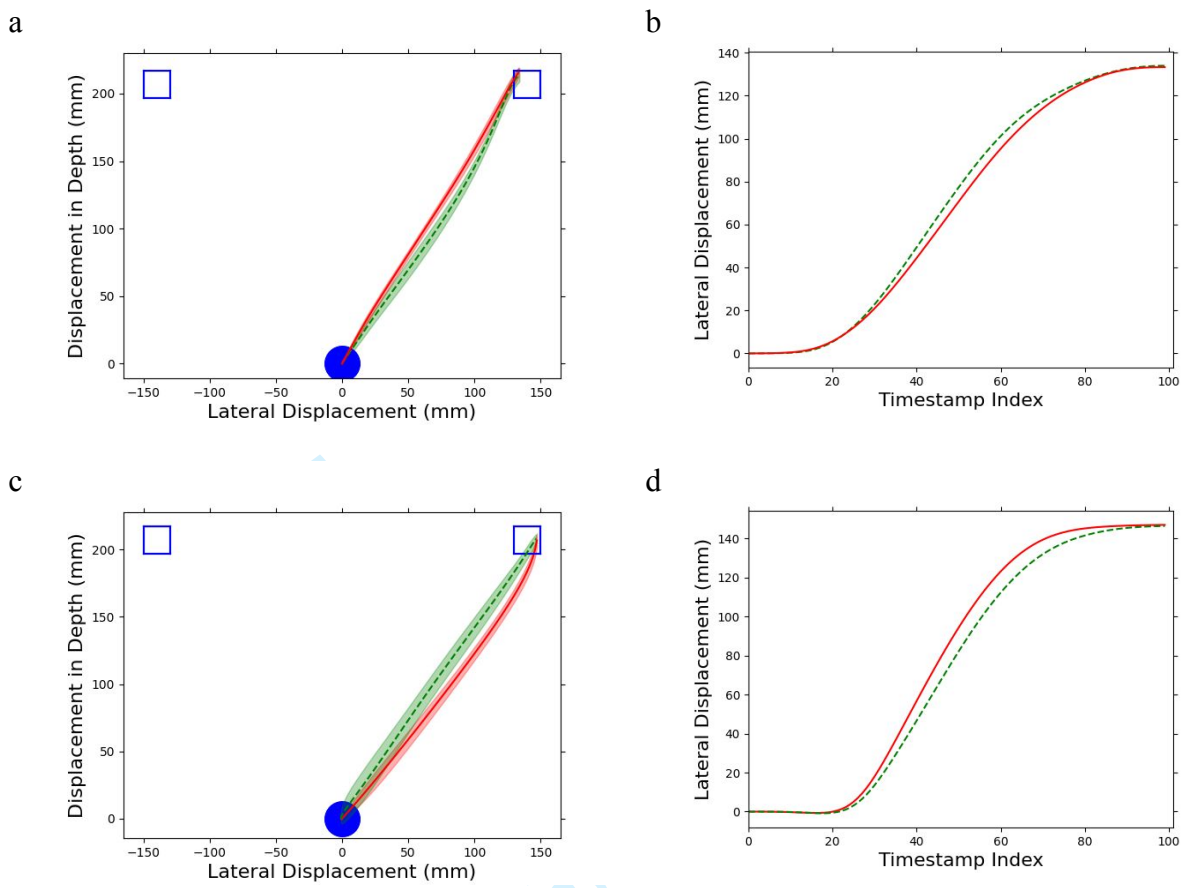 a
b
Displacement in Depth (mm)
200
150
100
50
0
−150 −100 −50 0 50 100 150
Lateral Displacement (mm)
Lateral Displacement (mm)
140
120
100
80
60
40
20
0
0 20 40 60 80 100
Timestamp Index
c
d
Displacement in Depth (mm)
200
150
100
50
0
−150 −100 −50 0 50 100 150
Lateral Displacement (mm)
Lateral Displacement (mm)
140
120
100
80
60
40
20
0
0 20 40 60 80 100
Timestamp Index